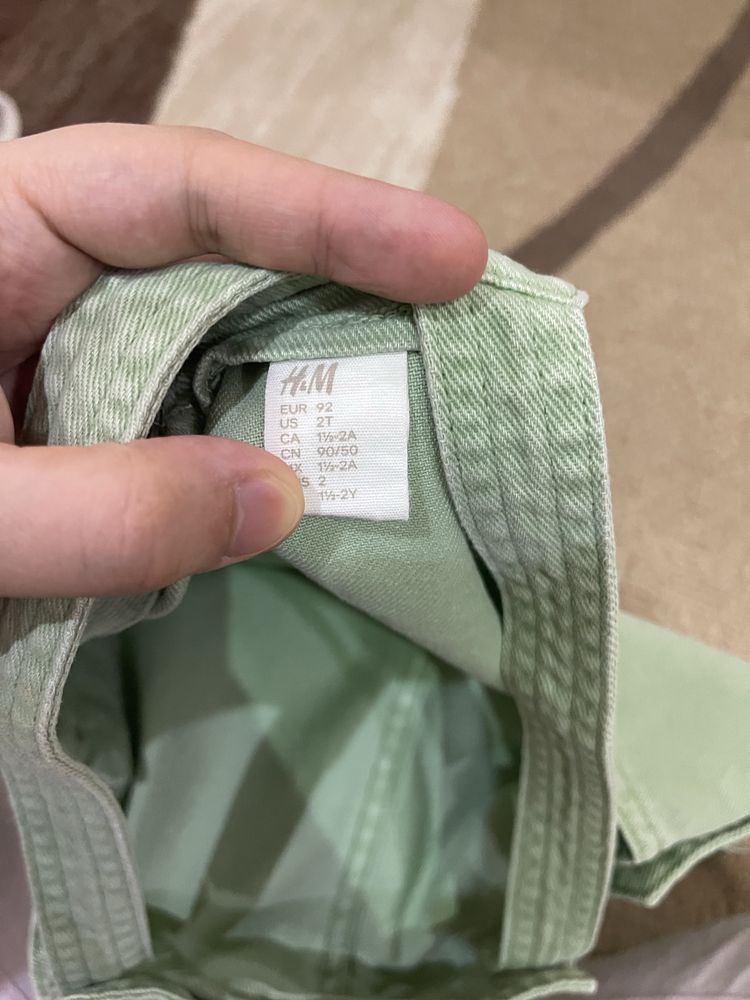 H&M
EUR 92
US 2T
CA 1½-2A
CN 90/50
1½-2A
2
1½-2Y